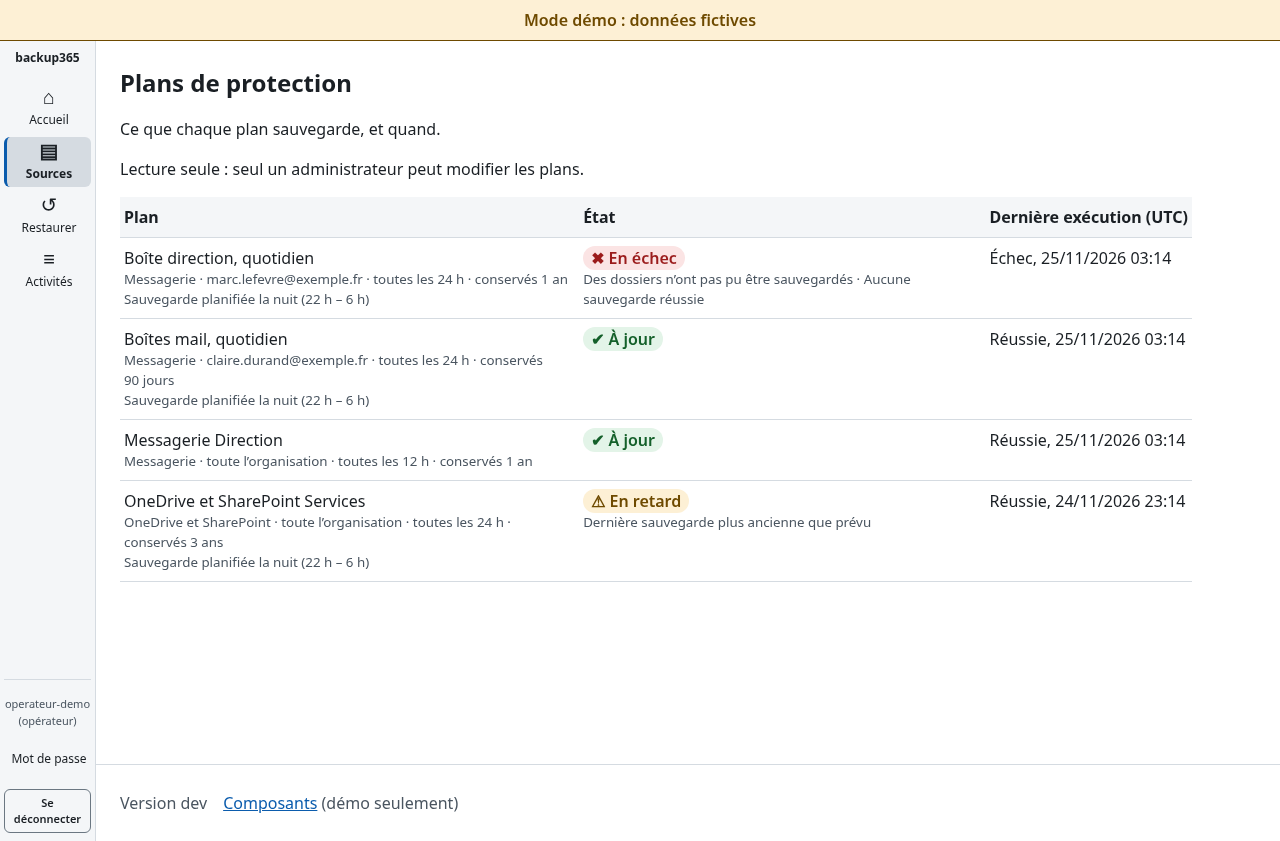 Mode démo : données fictives
backup365
Accueil
Sources
Restaurer
Activités
operateur-demo
(opérateur)
Mot de passe
Se
déconnecter
Plans de protection
Ce que chaque plan sauvegarde, et quand.
Lecture seule : seul un administrateur peut modifier les plans.
Plan État Dernière exécution (UTC)
Boîte direction, quotidien ✖ En échec Échec, 25/11/2026 03:14
Messagerie · marc.lefevre@exemple.fr · toutes les 24 h · conservés 1 an Des dossiers n’ont pas pu être sauvegardés · Aucune
Sauvegarde planifiée la nuit (22 h – 6 h) sauvegarde réussie
Boîtes mail, quotidien ✔ À jour Réussie, 25/11/2026 03:14
Messagerie · claire.durand@exemple.fr · toutes les 24 h · conservés
90 jours
Sauvegarde planifiée la nuit (22 h – 6 h)
Messagerie Direction ✔ À jour Réussie, 25/11/2026 03:14
Messagerie · toute l’organisation · toutes les 12 h · conservés 1 an
OneDrive et SharePoint Services ⚠ En retard Réussie, 24/11/2026 23:14
OneDrive et SharePoint · toute l’organisation · toutes les 24 h · Dernière sauvegarde plus ancienne que prévu
conservés 3 ans
Sauvegarde planifiée la nuit (22 h – 6 h)
Version dev Composants (démo seulement)